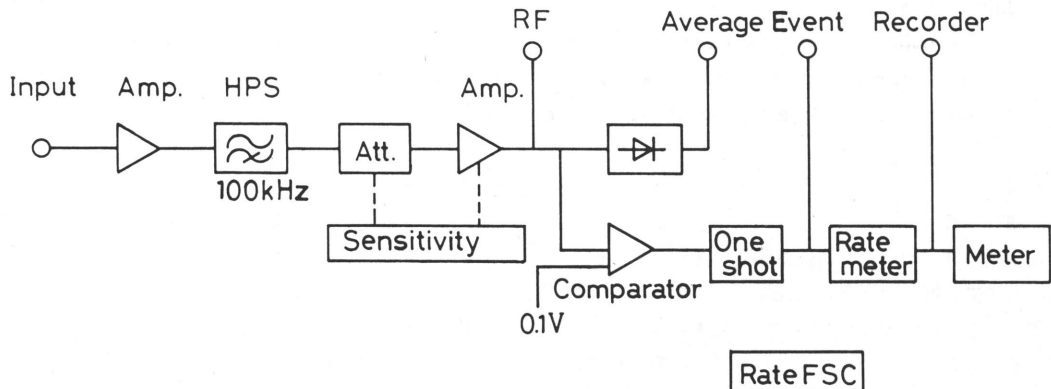 RF
Average Event
Recorder
Input
Amp.
HPS
Amp.
Att.
100kHz
Sensitivity
One
shot
Rate
meter
Meter
Comparator
0.1V
Rate FSC